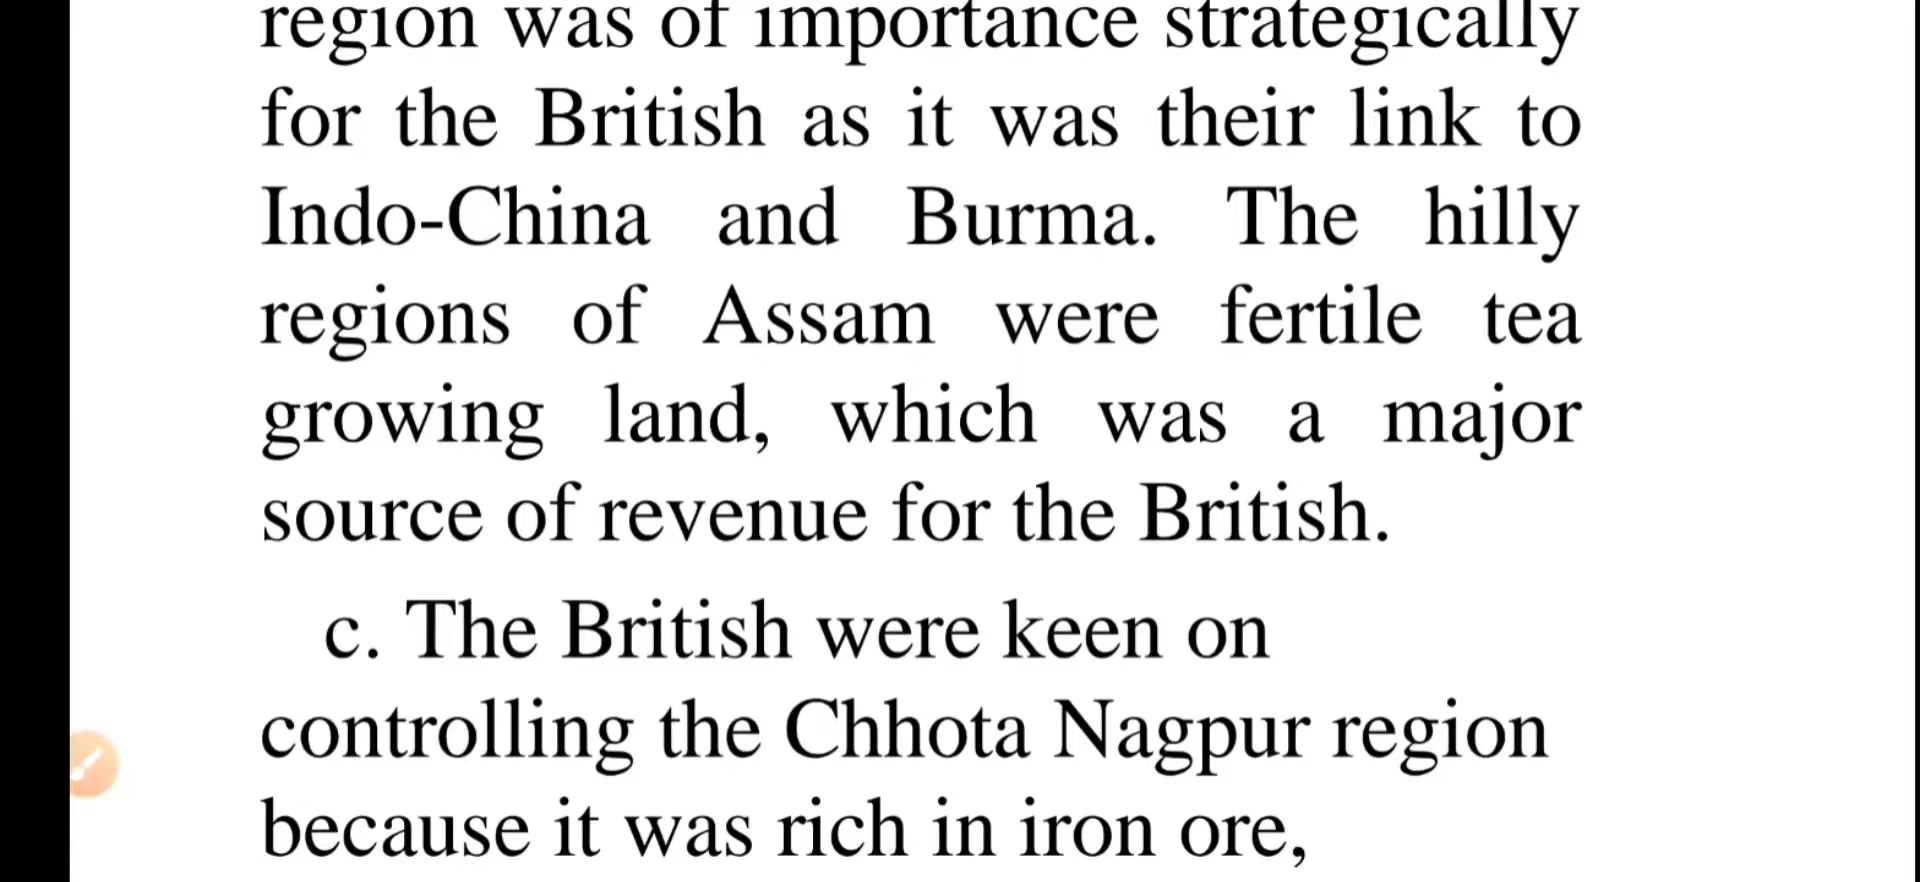 region was of importance strategically
for the British as it was their link to
Indo-China and Burma. The hilly
regions of Assam were fertile tea
growing land, which was a major
source of revenue for the British.
c. The British were keen on
controlling the Chhota Nagpur region
because it was rich in iron ore,